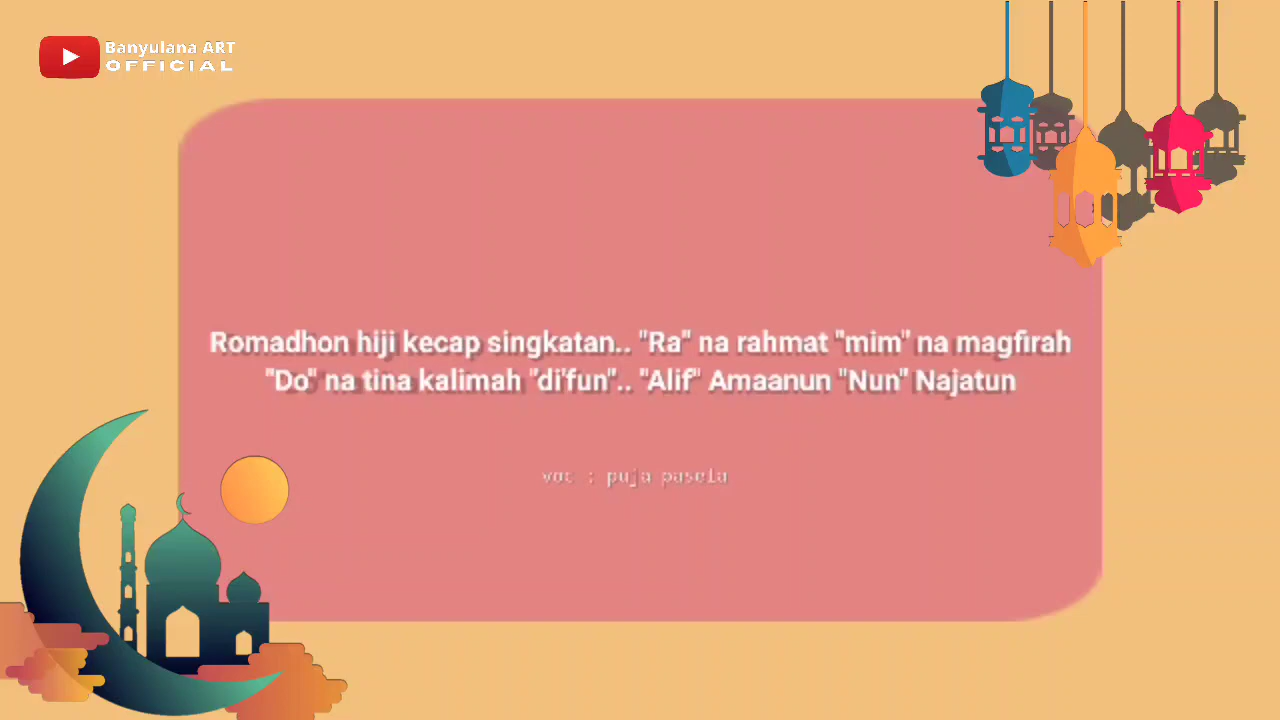 Banyulana ART
OFFICIAL
Romadhon hiji kecap singkatan.. "Ra" na rahmat "mim" na magfirah
"Do" na tina kalimah "di'fun".. "Alif" Amaanun "Nun" Najatun
voc : puja pasela